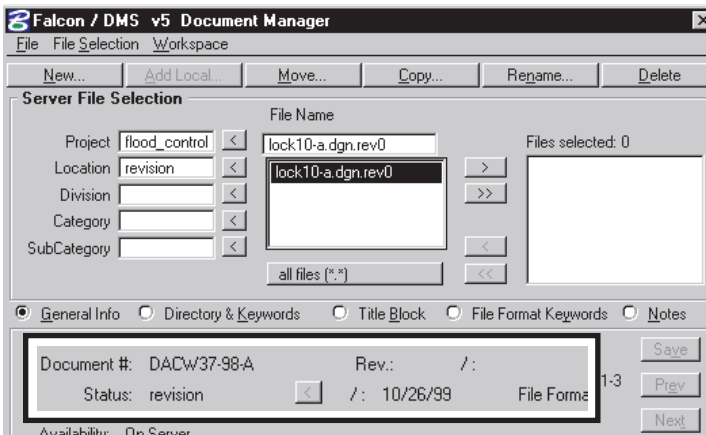 Falcon / DMS v5 Document Manager
File File Selection Workspace
New... Add Local... Move... Copy... Rename... Delete
Server File Selection
File Name
Project flood_control < lock10-a.dgn.rev0 Files selected: 0
Location revision < lock10-a.dgn.rev0 >
Division < >>
Category <
SubCategory < <
all files (*.*) <<
General Info Directory & Keywords Title Block File Format Keywords Notes
Save
Document #: DACW37-98-A Rev.: / :
1-3 Prev
Status: revision < / : 10/26/99 File Forma
Next
Availability: On Server